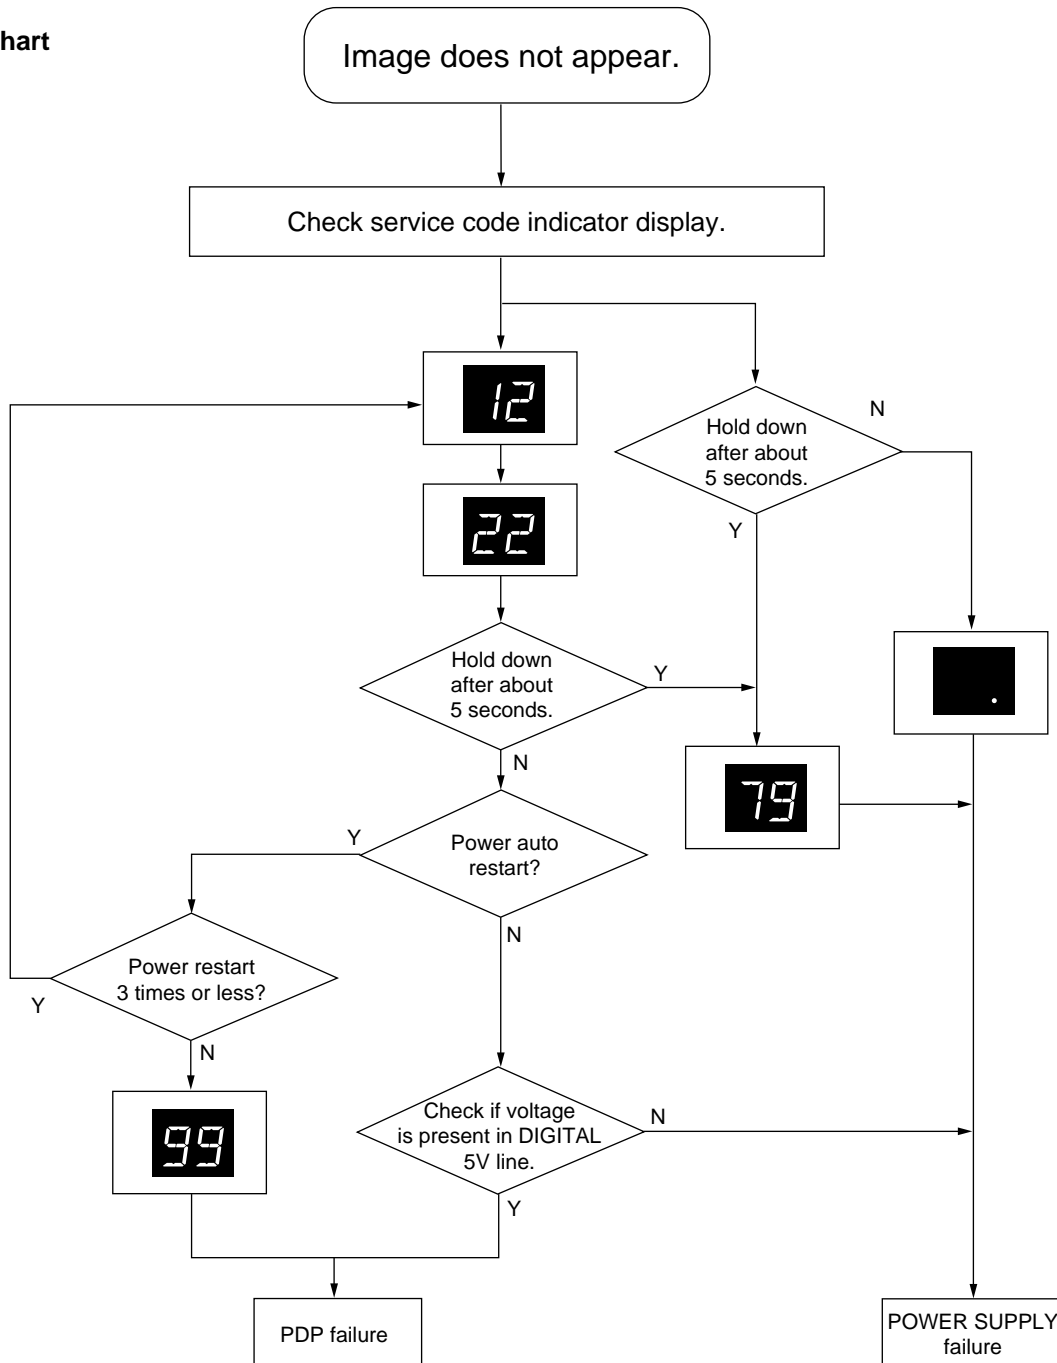 hart
Image does not appear.
Check service code indicator display.
12
Hold down
after about
5 seconds.
N
Y
22
Hold down
after about
5 seconds.
Y
N
.
79
Power auto
restart?
Y
N
Power restart
3 times or less?
Y
N
99
Check if voltage
is present in DIGITAL
5V line.
N
Y
PDP failure
POWER SUPPLY
failure